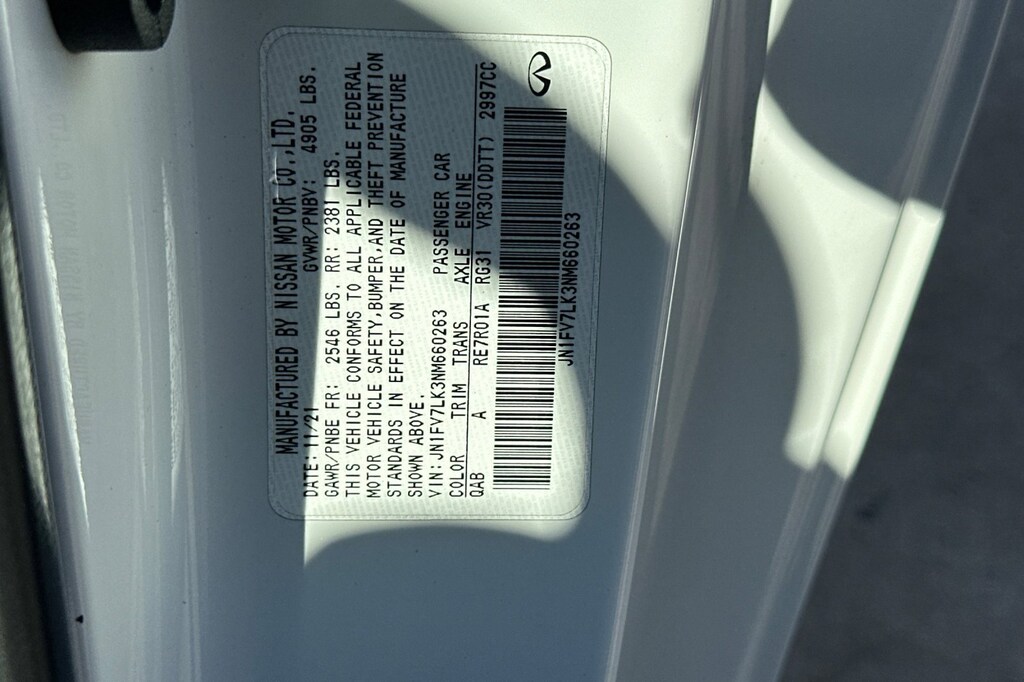 MANUFACTURED BY NISSAN MOTOR CO.,LTD.
DATE: 11/21 GVWR/PNBV: 4905 LBS.
GAWR/PNBE FR: 2546 LBS. RR: 2381 LBS.
THIS VEHICLE CONFORMS TO ALL APPLICABLE FEDERAL
MOTOR VEHICLE SAFETY,BUMPER,AND THEFT PREVENTION
STANDARDS IN EFFECT ON THE DATE OF MANUFACTURE
SHOWN ABOVE.
VIN:JN1FV7LK3NM660263 PASSENGER CAR
COLOR TRIM TRANS AXLE ENGINE
QAB A RE7R01A RG31 VR30(DDTT) 2997CC
JN1FV7LK3NM660263